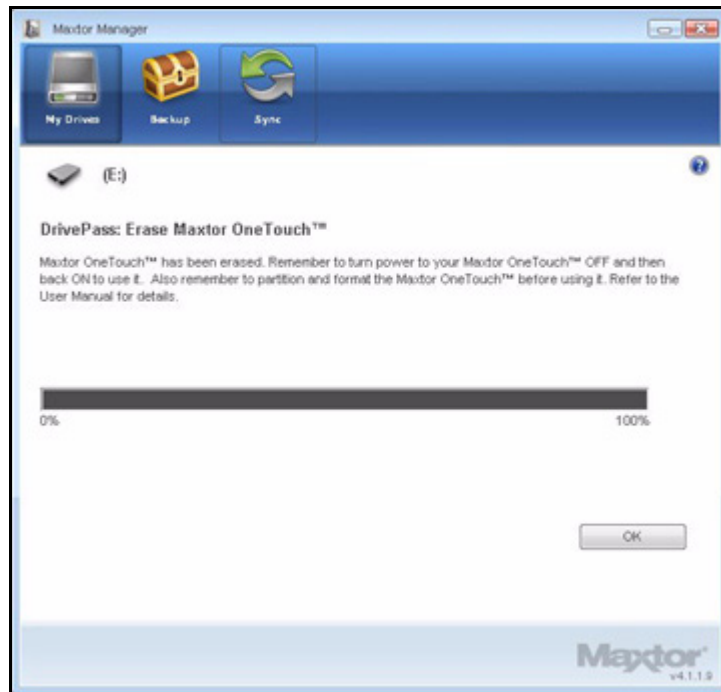 Maxtor Manager
My Drives
Backup
Sync
(E:)
DrivePass: Erase Maxtor OneTouch™
Maxtor OneTouch™ has been erased. Remember to turn power to your Maxtor OneTouch™ OFF and then
back ON to use it.  Also remember to partition and format the Maxtor OneTouch™ before using it. Refer to the
User Manual for details.
0%
100%
OK
Maxtor
v4.1.1.9